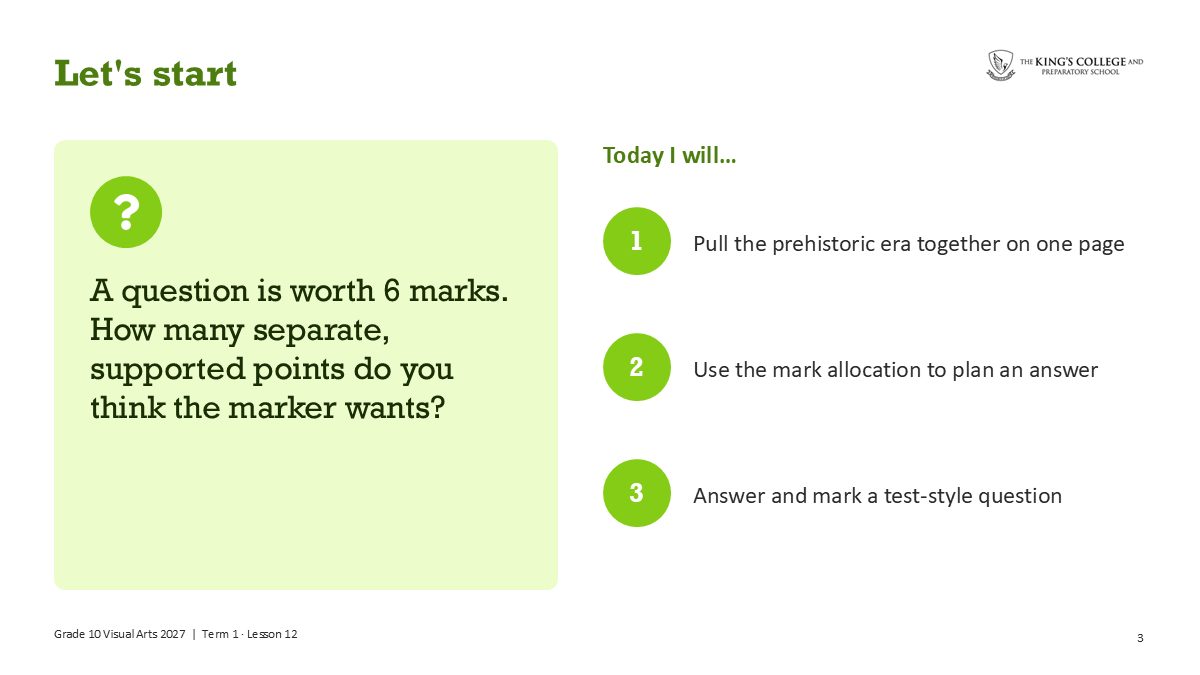 Let's start
THE KING'S COLLEGE AND
PREPARATORY SCHOOL
?
A question is worth 6 marks.
How many separate,
supported points do you
think the marker wants?
Today I will...
1
Pull the prehistoric era together on one page
2
Use the mark allocation to plan an answer
3
Answer and mark a test-style question
Grade 10 Visual Arts 2027 | Term 1 · Lesson 12
3